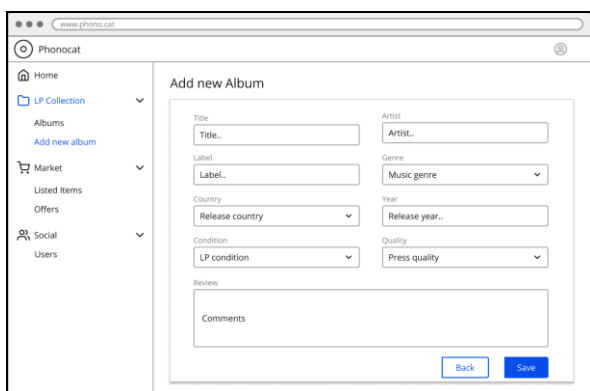 www.phono.cat
Phonocat
Home
LP Collection
Albums
Add new album
Market
Listed Items
Offers
Social
Users
Add new Album
Title
Title..
Artist
Artist..
Label
Label..
Genre
Music genre
Country
Release country
Year
Release year..
Condition
LP condition
Quality
Press quality
Review
Comments
Back
Save